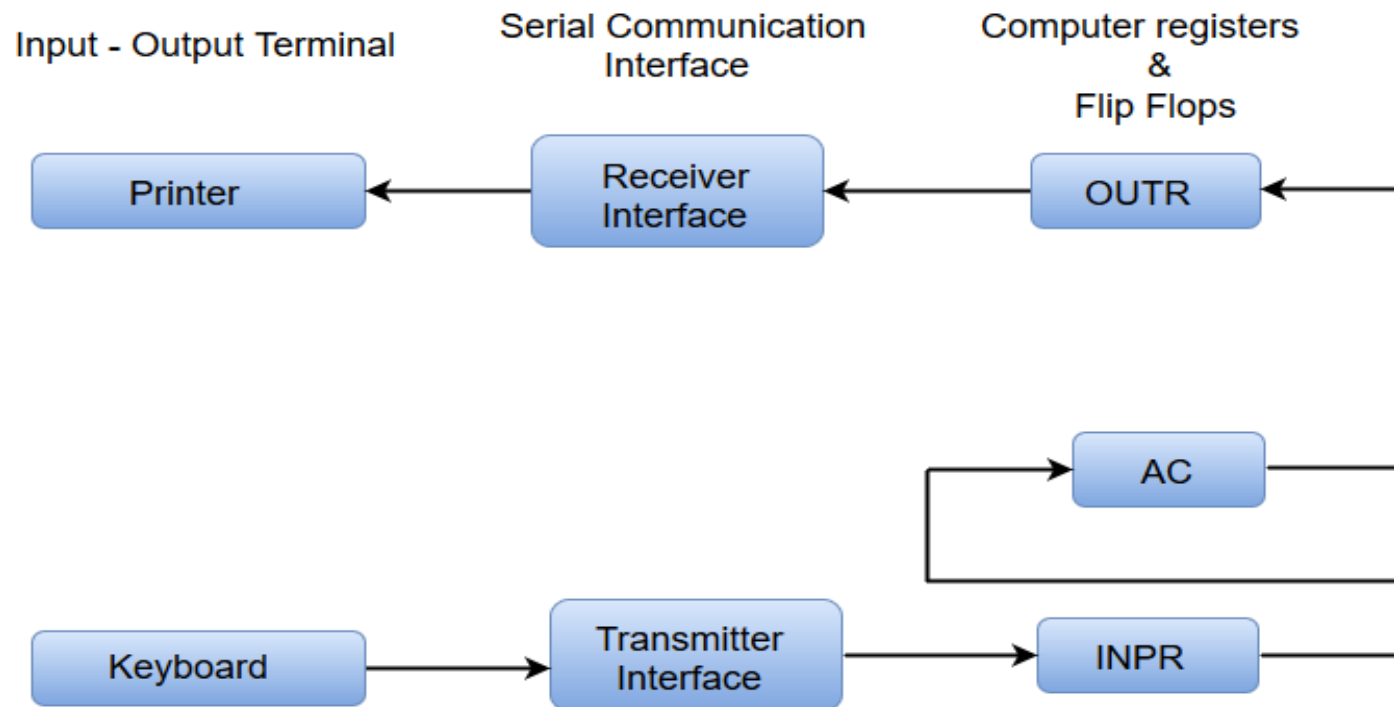 Input - Output Terminal
Serial Communication
Interface
Computer registers
&
Flip Flops
Printer
Receiver
Interface
OUTR
AC
Keyboard
Transmitter
Interface
INPR